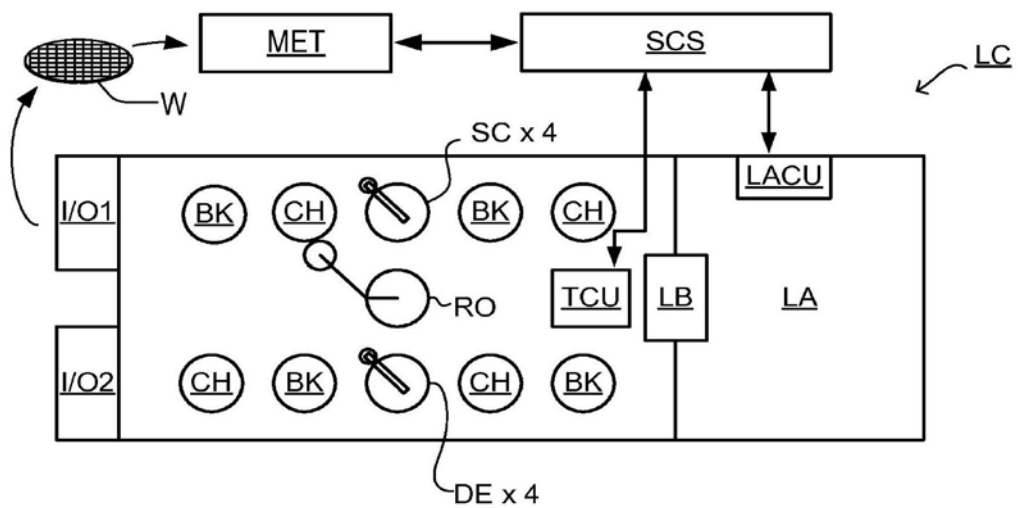 MET
SCS
LC
W
SC x 4
I/O1
BK
CH
BK
CH
LACU
RO
TCU
LB
LA
I/O2
CH
BK
CH
BK
DE x 4